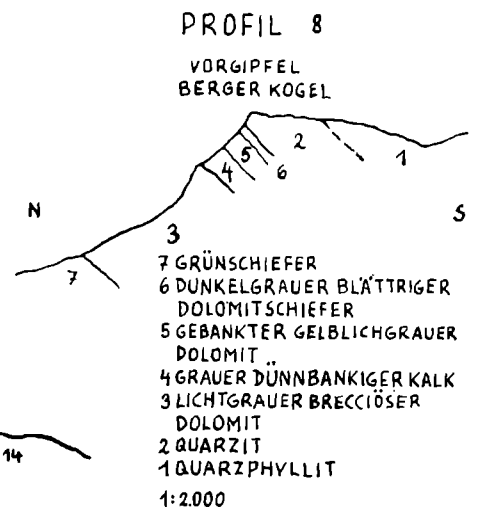 PROFIL 8
VORGIPFEL
BERGER KOGEL
2
1
5
4
6
N
S
3
7
7 GRÜNSCHIEFER
6 DUNKELGRAUER BLÄTTRIGER
DOLOMITSCHIEFER
5 GEBANKTER GELBLICHGRAUER
DOLOMIT
4 GRAUER DÜNNBANKIGER KALK
3 LICHTGRAUER BRECCIÖSER
DOLOMIT
2 QUARZIT
14
1 QUARZPHYLLIT
1:2.000